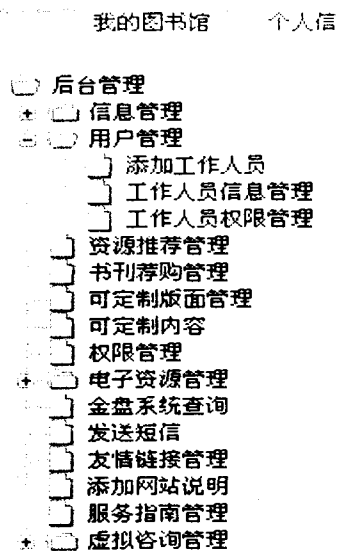 我的图书馆 个人信
后台管理
信息管理
用户管理
添加工作人员
工作人员信息管理
工作人员权限管理
资源推荐管理
书刊荐购管理
可定制版面管理
可定制内容
权限管理
电子资源管理
金盘系统查询
发送短信
友情链接管理
添加网站说明
服务指南管理
虚拟咨询管理